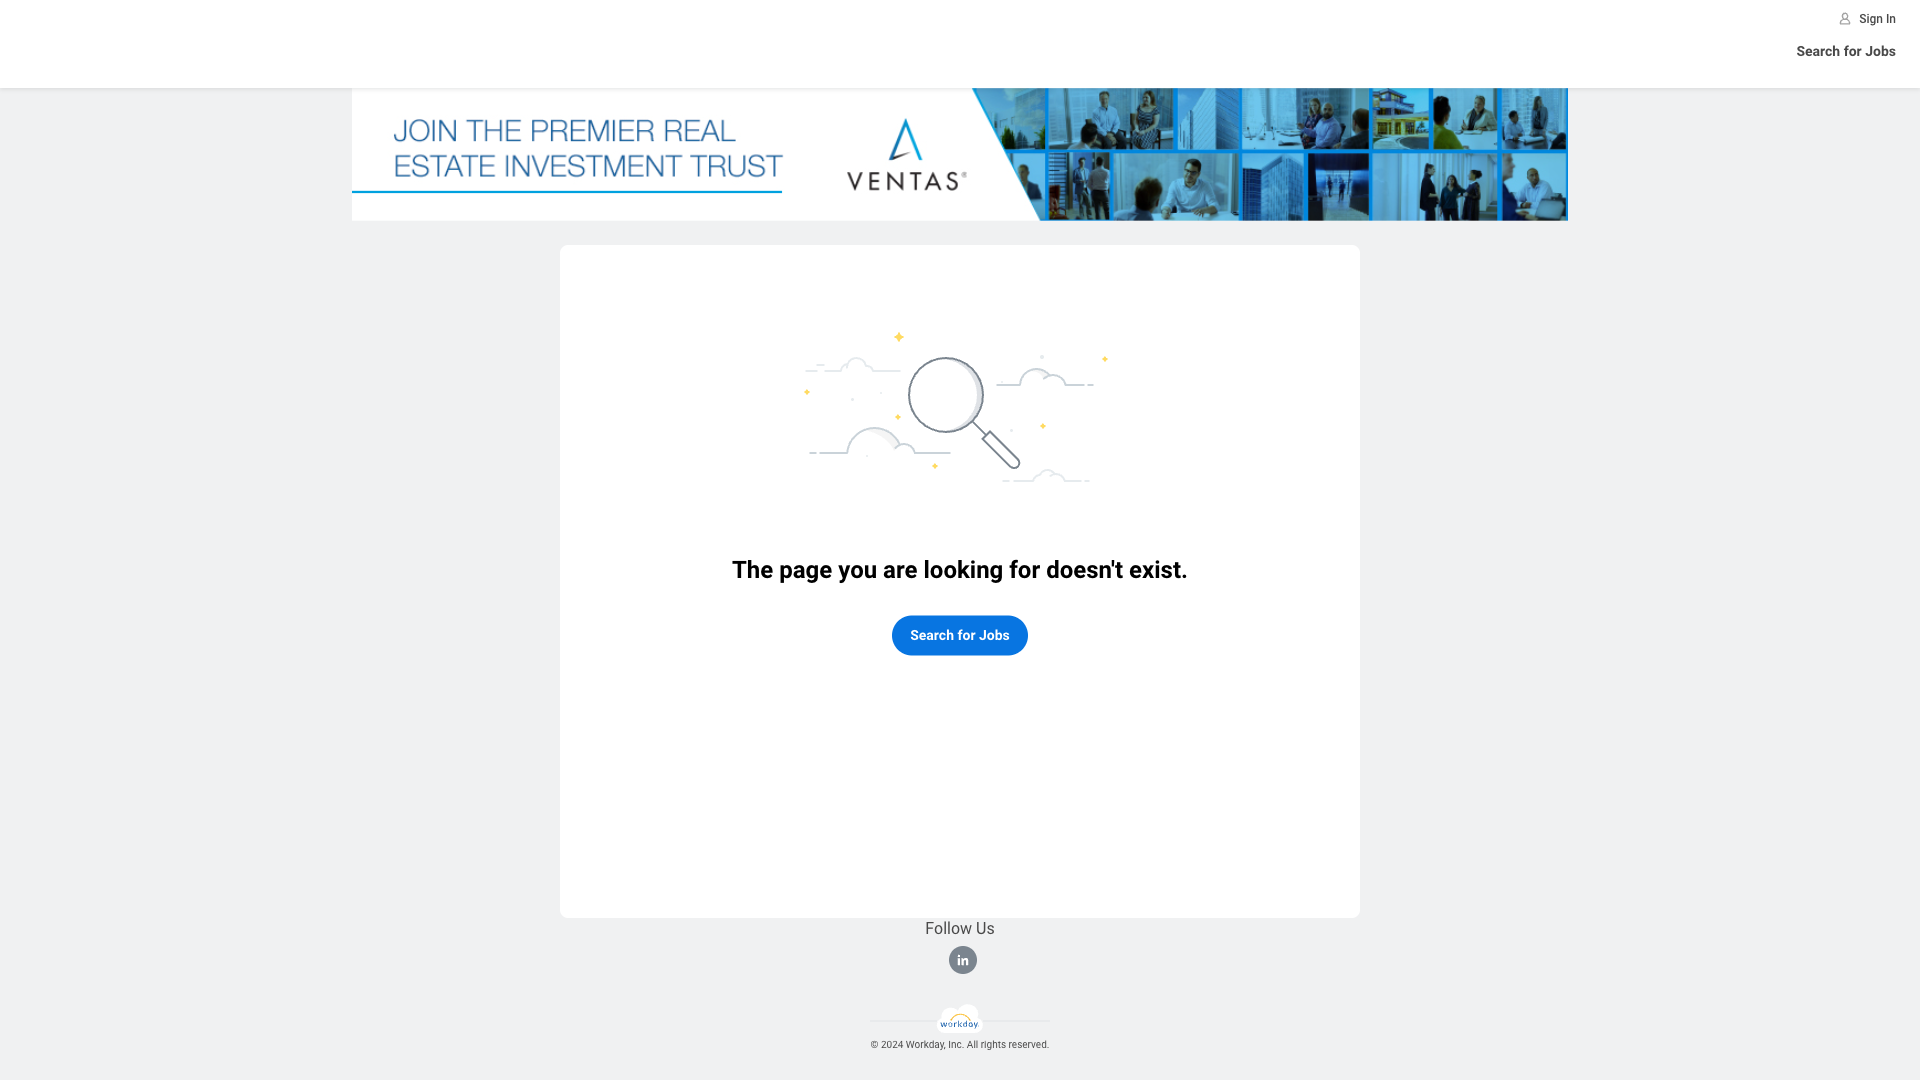 Sign In
Search for Jobs
JOIN THE PREMIER REAL
ESTATE INVESTMENT TRUST
VENTAS®
The page you are looking for doesn't exist.
Search for Jobs
Follow Us
in
workday.
© 2024 Workday, Inc. All rights reserved.